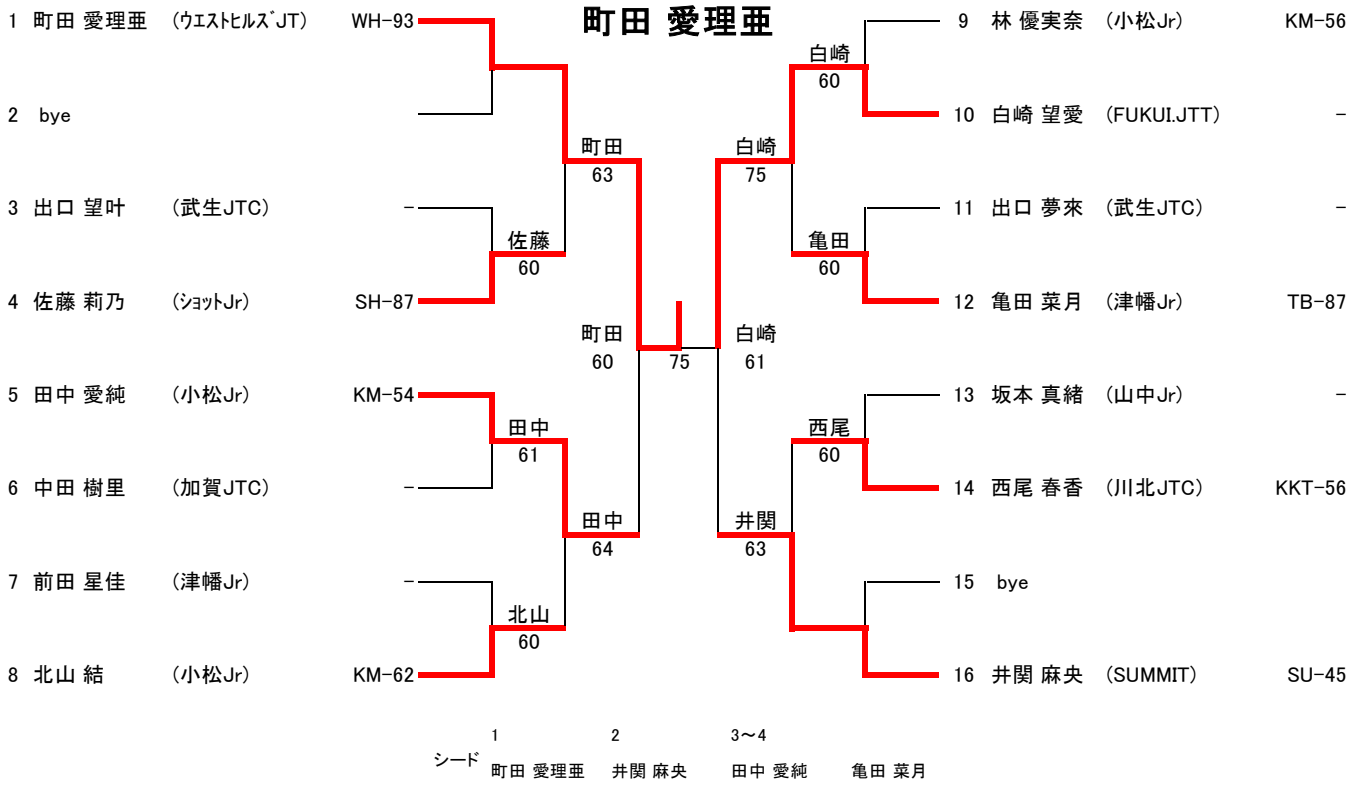 町田 愛理亜
1 町田 愛理亜 (ウエストヒルズJT) WH-93
2 bye
3 出口 望叶 (武生JTC) -
4 佐藤 莉乃 (ショットJr) SH-87
5 田中 愛純 (小松Jr) KM-54
6 中田 樹里 (加賀JTC) -
7 前田 星佳 (津幡Jr) -
8 北山 結 (小松Jr) KM-62
佐藤
60
田中
61
北山
60
町田
63
田中
64
町田
60
75
白崎
61
白崎
75
井関
63
白崎
60
亀田
60
西尾
60
9 林 優実奈 (小松Jr) KM-56
10 白崎 望愛 (FUKUI.JTT) -
11 出口 夢來 (武生JTC) -
12 亀田 菜月 (津幡Jr) TB-87
13 坂本 真緒 (山中Jr) -
14 西尾 春香 (川北JTC) KKT-56
15 bye
16 井関 麻央 (SUMMIT) SU-45
1 2 3～4
シード 町田 愛理亜 井関 麻央 田中 愛純 亀田 菜月